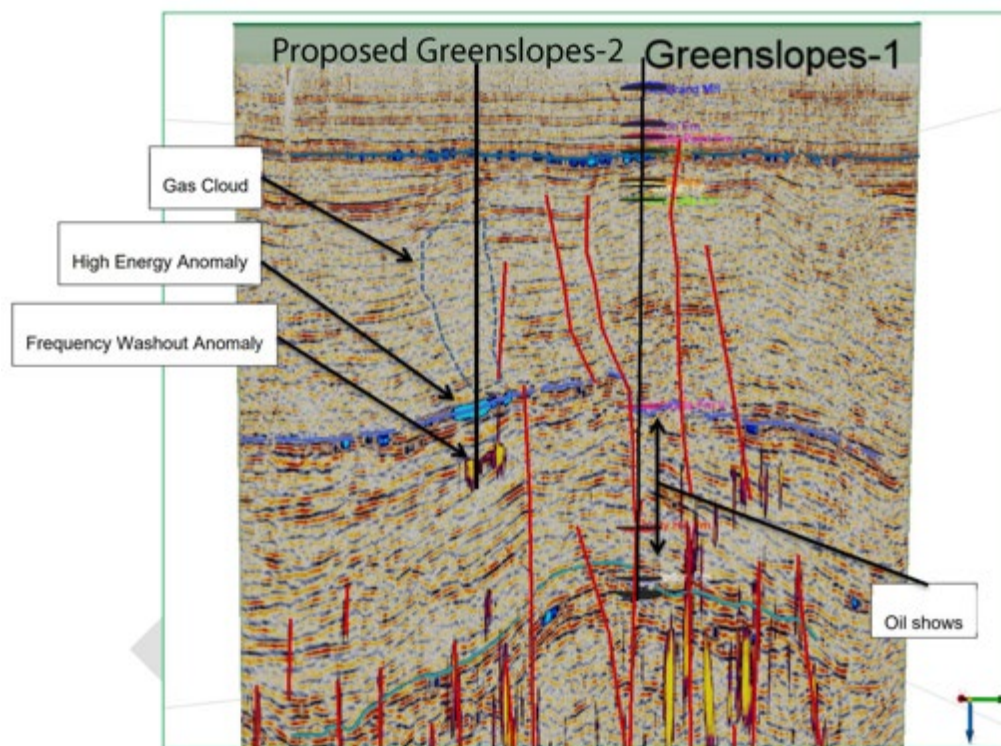 Proposed Greenslopes-2
Greenslopes-1
Gas Cloud
High Energy Anomaly
Frequency Washout Anomaly
Oil shows